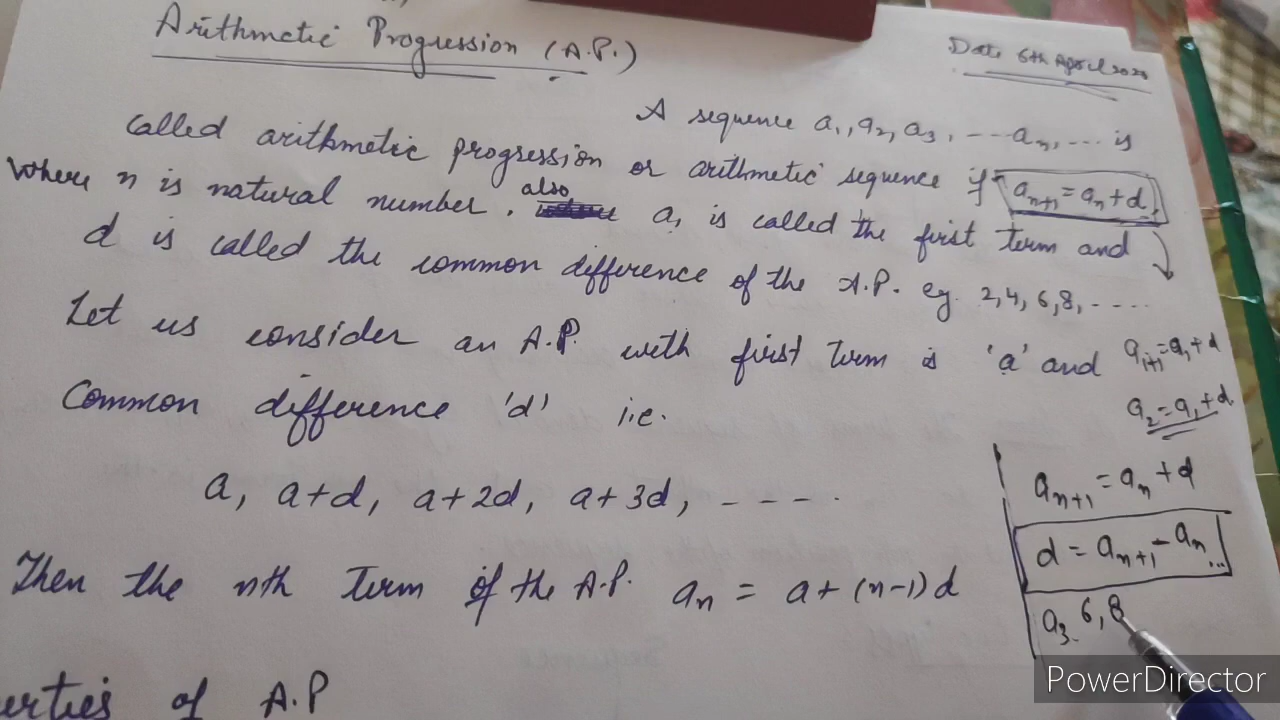 Arithmetic Progression (A.P.)
Date 6th April 2020
A sequence a₁, a₂, a₃, ---- aₙ, ... is
called arithmetic progression or arithmetic sequence if aₙ₊₁ = aₙ + d
where n is natural number. also a₁ is called the first term and
d is called the common difference of the A.P. eg. 2,4,6,8, - ----
Let us consider an A.P. with first term is 'a' and
a₁₊₁ = a₁ + d
Common difference 'd' i.e.
a₂ = a₁ + d
a, a+d, a+2d, a+3d, - - - -
aₙ₊₁ = aₙ + d
d = aₙ₊₁ - aₙ
Then the nth term of the A.P. aₙ = a + (n-1)d
a₃ 6, 8
of A.P
PowerDirector